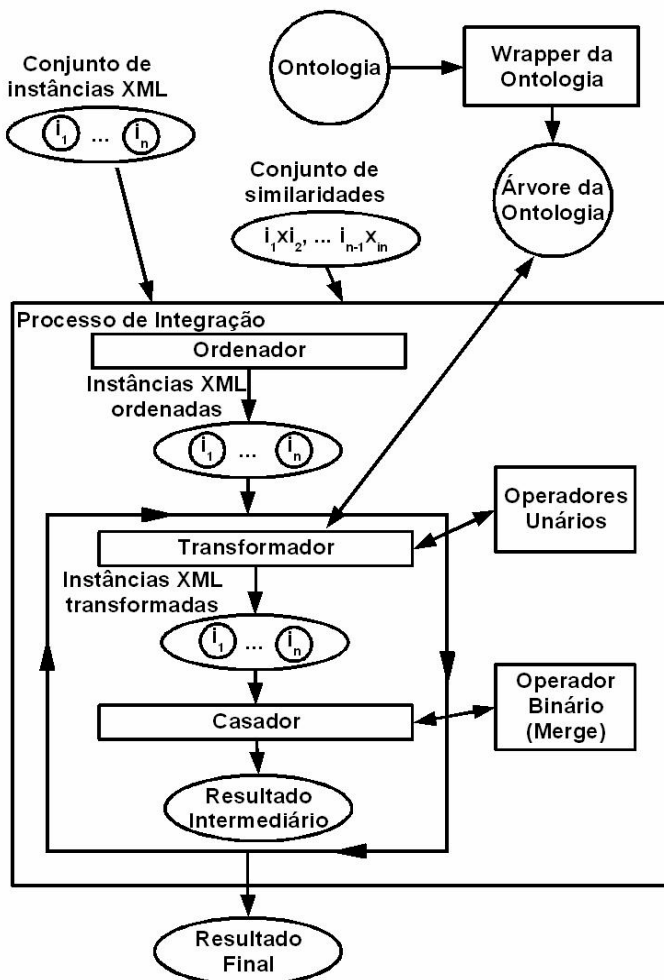 Conjunto de
instâncias XML
i1 ... in
Ontologia
Wrapper da
Ontologia
Árvore da
Ontologia
Conjunto de
similaridades
i1xi2, ... in-1xin
Processo de Integração
Ordenador
Instâncias XML
ordenadas
i1 ... in
Transformador
Operadores
Unários
Instâncias XML
transformadas
i1 ... in
Casador
Operador
Binário
(Merge)
Resultado
Intermediário
Resultado
Final